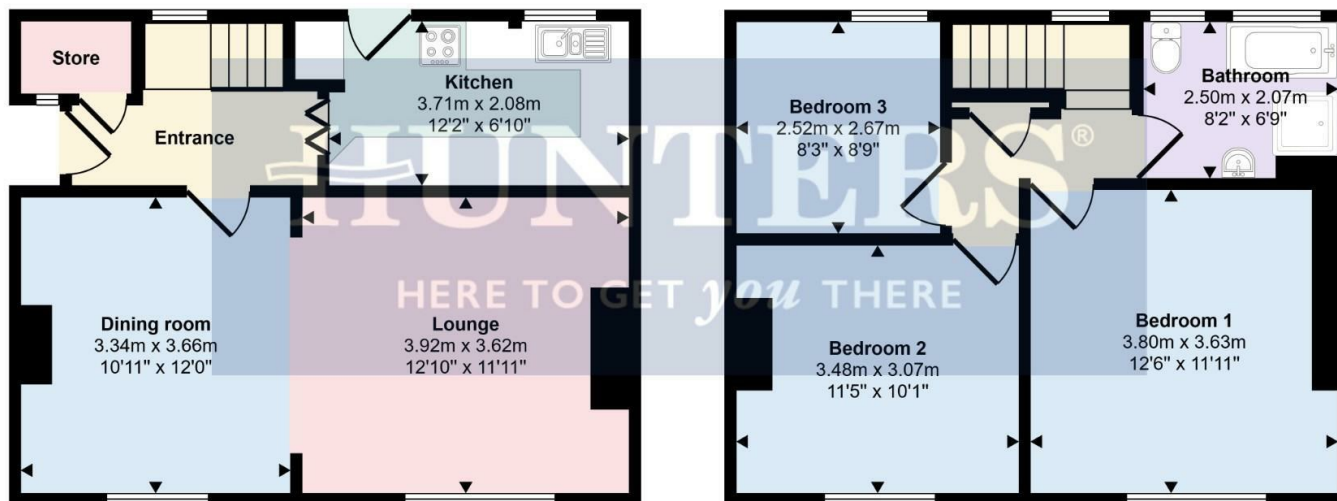 Store
Kitchen
3.71m x 2.08m
12'2" x 6'10"
Entrance
Dining room
3.34m x 3.66m
10'11" x 12'0"
Lounge
3.92m x 3.62m
12'10" x 11'11"
Bedroom 3
2.52m x 2.67m
8'3" x 8'9"
Bathroom
2.50m x 2.07m
8'2" x 6'9"
Bedroom 2
3.48m x 3.07m
11'5" x 10'1"
Bedroom 1
3.80m x 3.63m
12'6" x 11'11"
HUNTERS®
HERE TO GET you THERE